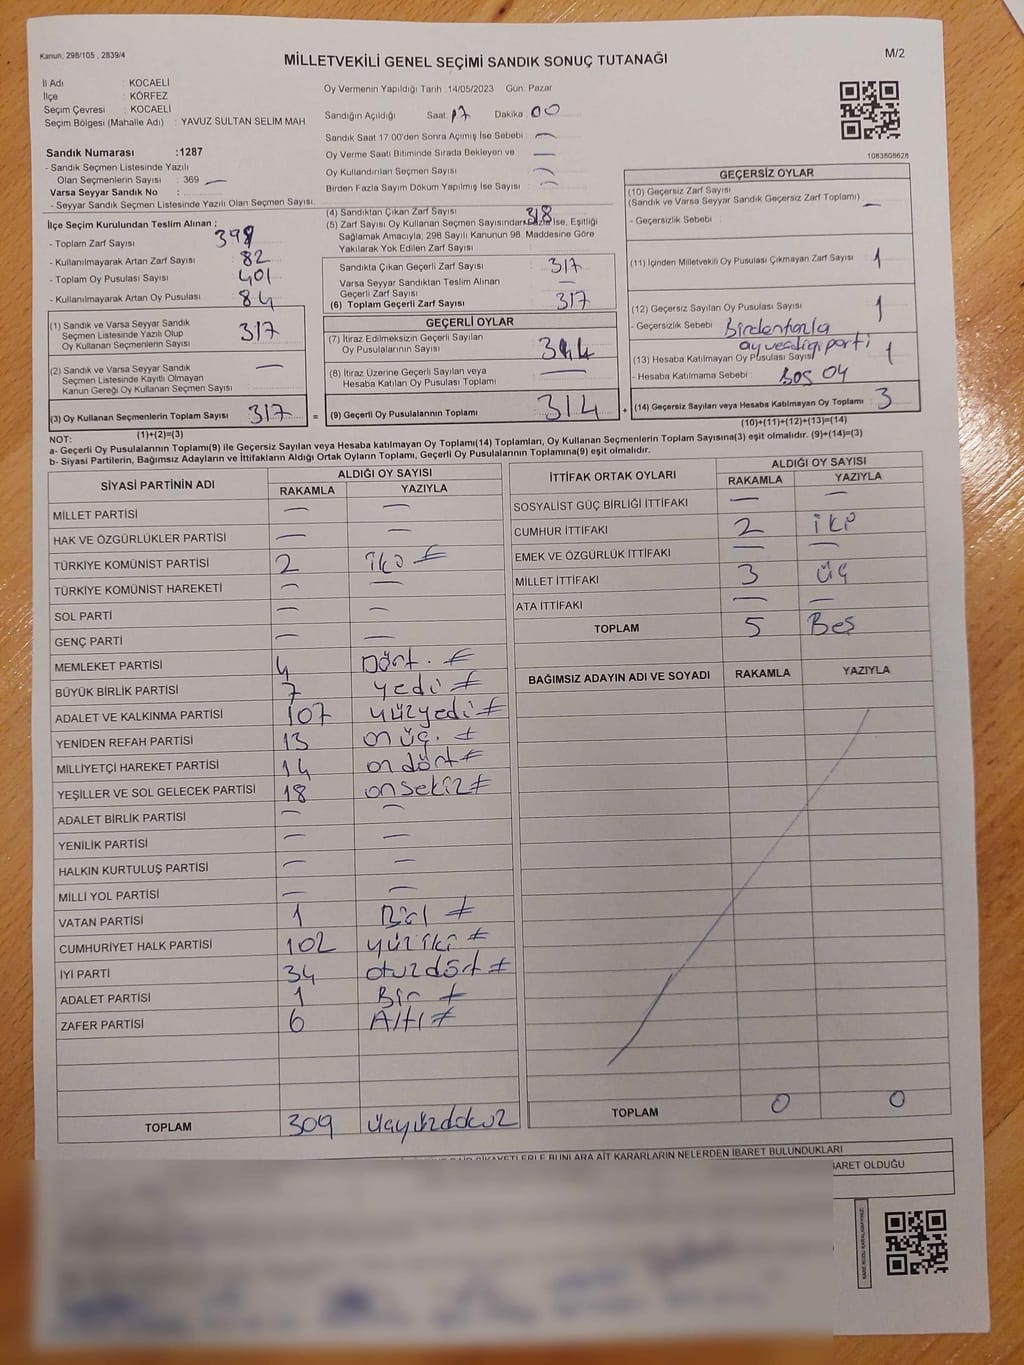 Kanun, 298/105 , 2839/4
MİLLETVEKİLİ GENEL SEÇİMİ SANDIK SONUÇ TUTANAĞI
M/2
İl Adı : KOCAELİ
İlçe : KÖRFEZ
Seçim Çevresi : KOCAELİ
Seçim Bölgesi (Mahalle Adı) : YAVUZ SULTAN SELİM MAH
Oy Vermenin Yapıldığı Tarih : 14/05/2023 Gün: Pazar
Sandığın Açıldığı Saat: 17 Dakika: 00
Sandık Saat 17:00'den Sonra Açılmış İse Sebebi : —
Oy Verme Saati Bitiminde Sırada Bekleyen ve —
Oy Kullandırılan Seçmen Sayısı : —
Birden Fazla Sayım Döküm Yapılmış İse Sayısı : —
1083808628
Sandık Numarası :1287
- Sandık Seçmen Listesinde Yazılı
Olan Seçmenlerin Sayısı : 369 —
Varsa Seyyar Sandık No :
- Seyyar Sandık Seçmen Listesinde Yazılı Olan Seçmen Sayısı:
İlçe Seçim Kurulundan Teslim Alınan :
- Toplam Zarf Sayısı 399
- Kullanılmayarak Artan Zarf Sayısı : 82
- Toplam Oy Pusulası Sayısı : 401
- Kullanılmayarak Artan Oy Pusulası : 84
(1) Sandık ve Varsa Seyyar Sandık
Seçmen Listesinde Yazılı Olup
Oy Kullanan Seçmenlerin Sayısı : 317
(2) Sandık ve Varsa Seyyar Sandık
Seçmen Listesinde Kayıtlı Olmayan
Kanun Gereği Oy Kullanan Seçmen Sayısı : —
(3) Oy Kullanan Seçmenlerin Toplam Sayısı : 317 =
(4) Sandıktan Çıkan Zarf Sayısı : 318
(5) Zarf Sayısı Oy Kullanan Seçmen Sayısından Fazla İse, Eşitliği
Sağlamak Amacıyla, 298 Sayılı Kanunun 98. Maddesine Göre
Yakılarak Yok Edilen Zarf Sayısı :
Sandıkta Çıkan Geçerli Zarf Sayısı : 317
Varsa Seyyar Sandıktan Teslim Alınan
Geçerli Zarf Sayısı : —
(6) Toplam Geçerli Zarf Sayısı : 317
GEÇERLİ OYLAR
(7) İtiraz Edilmeksizin Geçerli Sayılan
Oy Pusulalarının Sayısı :
(8) İtiraz Üzerine Geçerli Sayılan veya
Hesaba Katılan Oy Pusulası Toplamı : —
(9) Geçerli Oy Pusulalarının Toplamı : 314 +
GEÇERSİZ OYLAR
(10) Geçersiz Zarf Sayısı
(Sandık ve Varsa Seyyar Sandık Geçersiz Zarf Toplamı) : —
- Geçersizlik Sebebi :
(11) İçinden Milletvekili Oy Pusulası Çıkmayan Zarf Sayısı : 1
(12) Geçersiz Sayılan Oy Pusulası Sayısı : 1
- Geçersizlik Sebebi : Birdenfazla
oy verdigi parti
(13) Hesaba Katılmayan Oy Pusulası Sayısı : 1
- Hesaba Katılmama Sebebi : Boş oy
(14) Geçersiz Sayılan veya Hesaba Katılmayan Oy Toplamı : 3
(1)+(2)=(3)
(10)+(11)+(12)+(13)=(14)
NOT:
a- Geçerli Oy Pusulalarının Toplamı(9) ile Geçersiz Sayılan veya Hesaba katılmayan Oy Toplamı(14) Toplamları, Oy Kullanan Seçmenlerin Toplam Sayısına(3) eşit olmalıdır. (9)+(14)=(3)
b- Siyasi Partilerin, Bağımsız Adayların ve İttifakların Aldığı Ortak Oyların Toplamı, Geçerli Oy Pusulalarının Toplamına(9) eşit olmalıdır.
SİYASİ PARTİNİN ADI
ALDIĞI OY SAYISI
RAKAMLA YAZIYLA
MİLLET PARTİSİ — —
HAK VE ÖZGÜRLÜKLER PARTİSİ — —
TÜRKİYE KOMÜNİST PARTİSİ 2 iki
TÜRKİYE KOMÜNİST HAREKETİ — —
SOL PARTİ — —
GENÇ PARTİ — —
MEMLEKET PARTİSİ 4 Dört
BÜYÜK BİRLİK PARTİSİ 7 yedi
ADALET VE KALKINMA PARTİSİ 107 yüzyedi
YENİDEN REFAH PARTİSİ 13 on üç
MİLLİYETÇİ HAREKET PARTİSİ 14 on dört
YEŞİLLER VE SOL GELECEK PARTİSİ 18 on sekiz
ADALET BİRLİK PARTİSİ — —
YENİLİK PARTİSİ — —
HALKIN KURTULUŞ PARTİSİ — —
MİLLİ YOL PARTİSİ — —
VATAN PARTİSİ 1 Bir
CUMHURİYET HALK PARTİSİ 102 yüz iki
İYİ PARTİ 34 otuz dört
ADALET PARTİSİ 1 Bir
ZAFER PARTİSİ 6 Altı
TOPLAM 309 üçyüzdokuz
İTTİFAK ORTAK OYLARI
ALDIĞI OY SAYISI
RAKAMLA YAZIYLA
SOSYALİST GÜÇ BİRLİĞİ İTTİFAKI — —
CUMHUR İTTİFAKI 2 iki
EMEK VE ÖZGÜRLÜK İTTİFAKI — —
MİLLET İTTİFAKI 3 üç
ATA İTTİFAKI — —
TOPLAM 5 Beş
BAĞIMSIZ ADAYIN ADI VE SOYADI RAKAMLA YAZIYLA
TOPLAM 0 0
ŞİKAYETLERLE BUNLARA AİT KARARLARIN NELERDEN İBARET BULUNDUKLARI
İBARET OLDUĞU